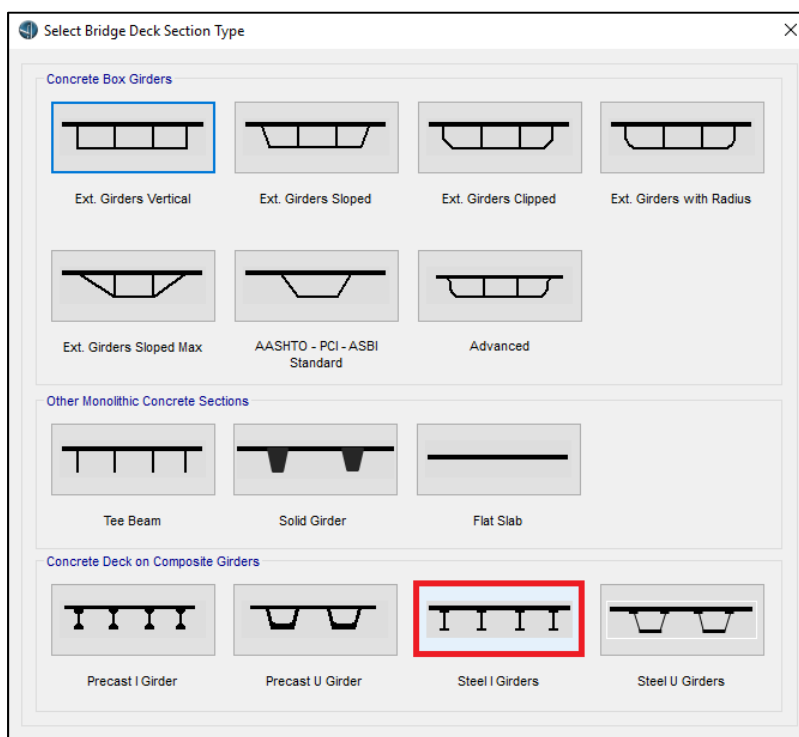 Select Bridge Deck Section Type
Concrete Box Girders
Ext. Girders Vertical
Ext. Girders Sloped
Ext. Girders Clipped
Ext. Girders with Radius
Ext. Girders Sloped Max
AASHTO - PCI - ASBI
Standard
Advanced
Other Monolithic Concrete Sections
Tee Beam
Solid Girder
Flat Slab
Concrete Deck on Composite Girders
Precast I Girder
Precast U Girder
Steel I Girders
Steel U Girders